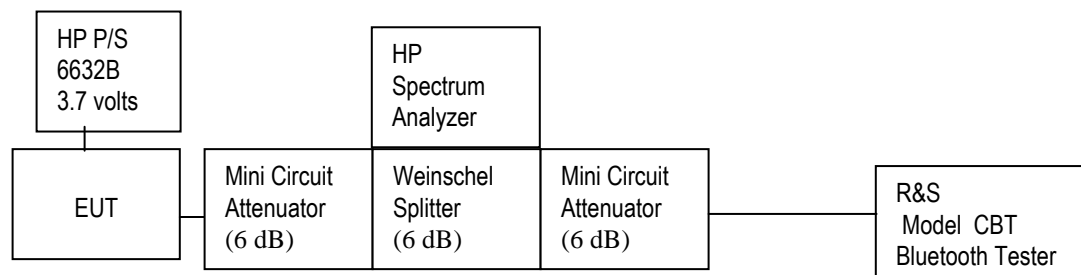 HP P/S
6632B
3.7 volts
HP
Spectrum
Analyzer
EUT
Mini Circuit
Attenuator
(6 dB)
Weinschel
Splitter
(6 dB)
Mini Circuit
Attenuator
(6 dB)
R&S
Model CBT
Bluetooth Tester